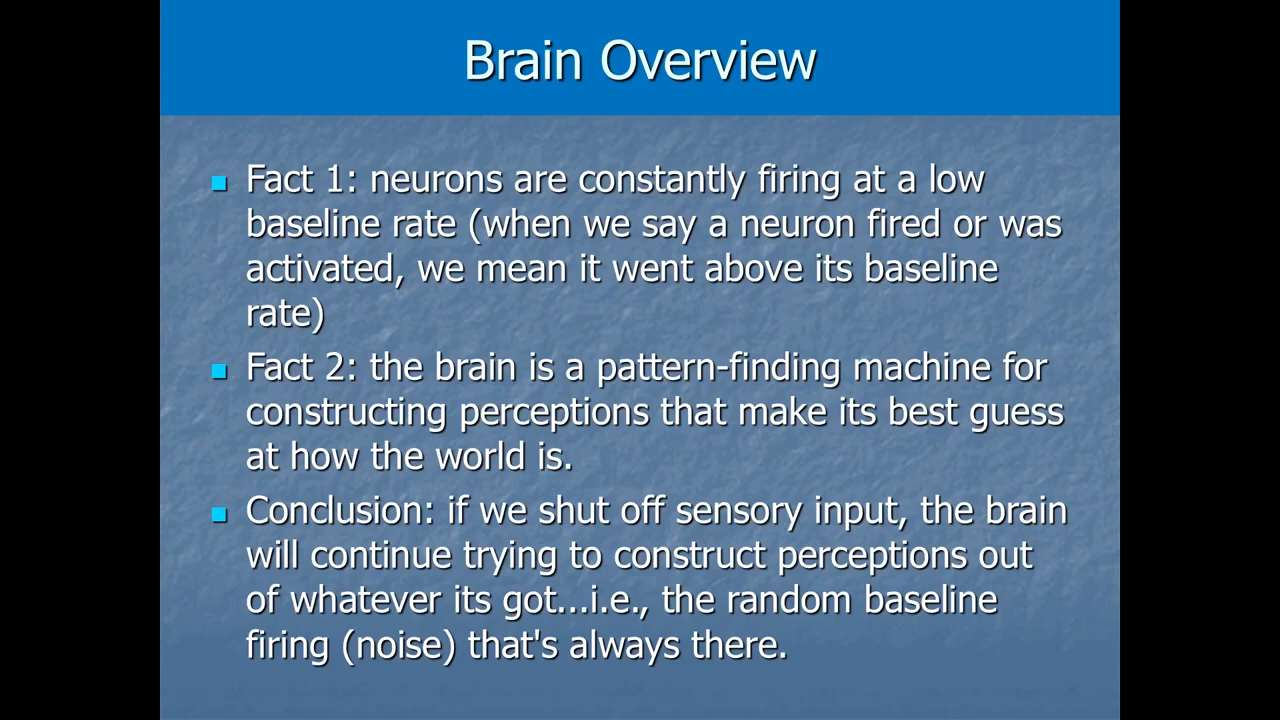 Brain Overview
Fact 1: neurons are constantly firing at a low
baseline rate (when we say a neuron fired or was
activated, we mean it went above its baseline
rate)
Fact 2: the brain is a pattern-finding machine for
constructing perceptions that make its best guess
at how the world is.
Conclusion: if we shut off sensory input, the brain
will continue trying to construct perceptions out
of whatever its got...i.e., the random baseline
firing (noise) that's always there.